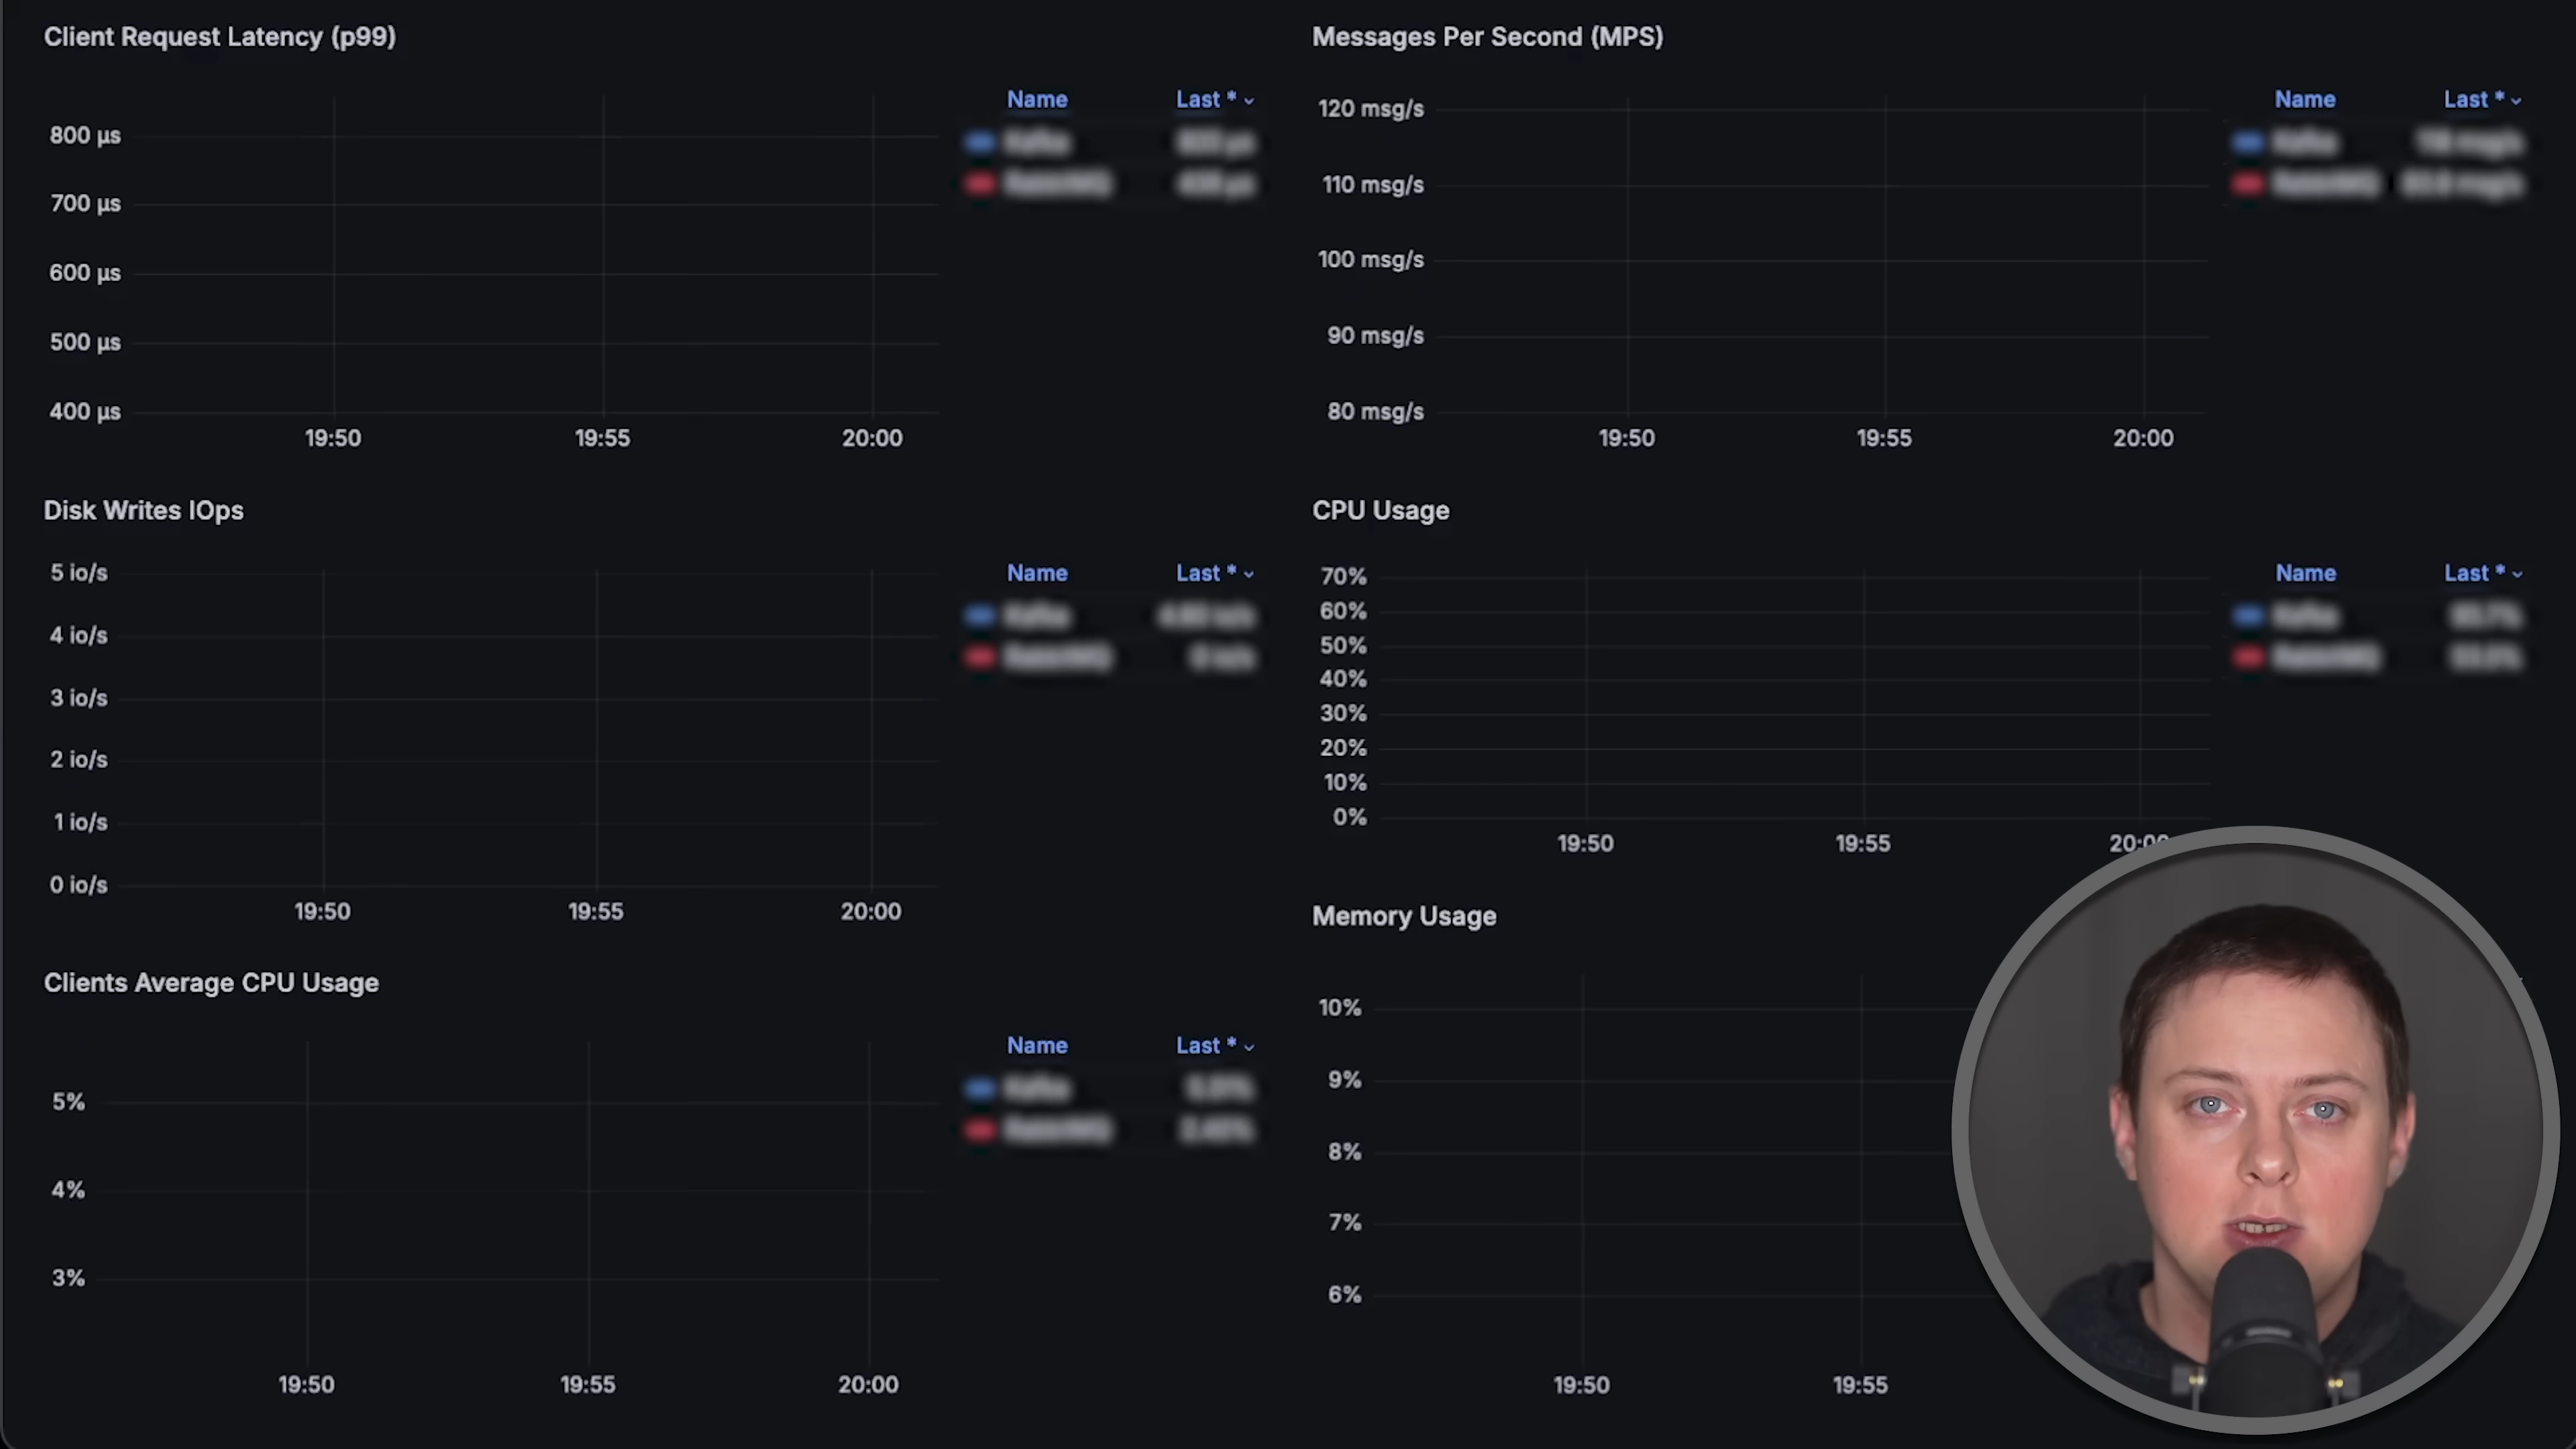 Client Request Latency (p99)
Name Last *
800 µs
700 µs
600 µs
500 µs
400 µs
19:50 19:55 20:00
Messages Per Second (MPS)
Name Last *
120 msg/s
110 msg/s
100 msg/s
90 msg/s
80 msg/s
19:50 19:55 20:00
Disk Writes IOps
Name Last *
5 io/s
4 io/s
3 io/s
2 io/s
1 io/s
0 io/s
19:50 19:55 20:00
CPU Usage
Name Last *
70%
60%
50%
40%
30%
20%
10%
0%
19:50 19:55
Clients Average CPU Usage
Name Last *
5%
4%
3%
19:50 19:55 20:00
Memory Usage
10%
9%
8%
7%
6%
19:50 19:55